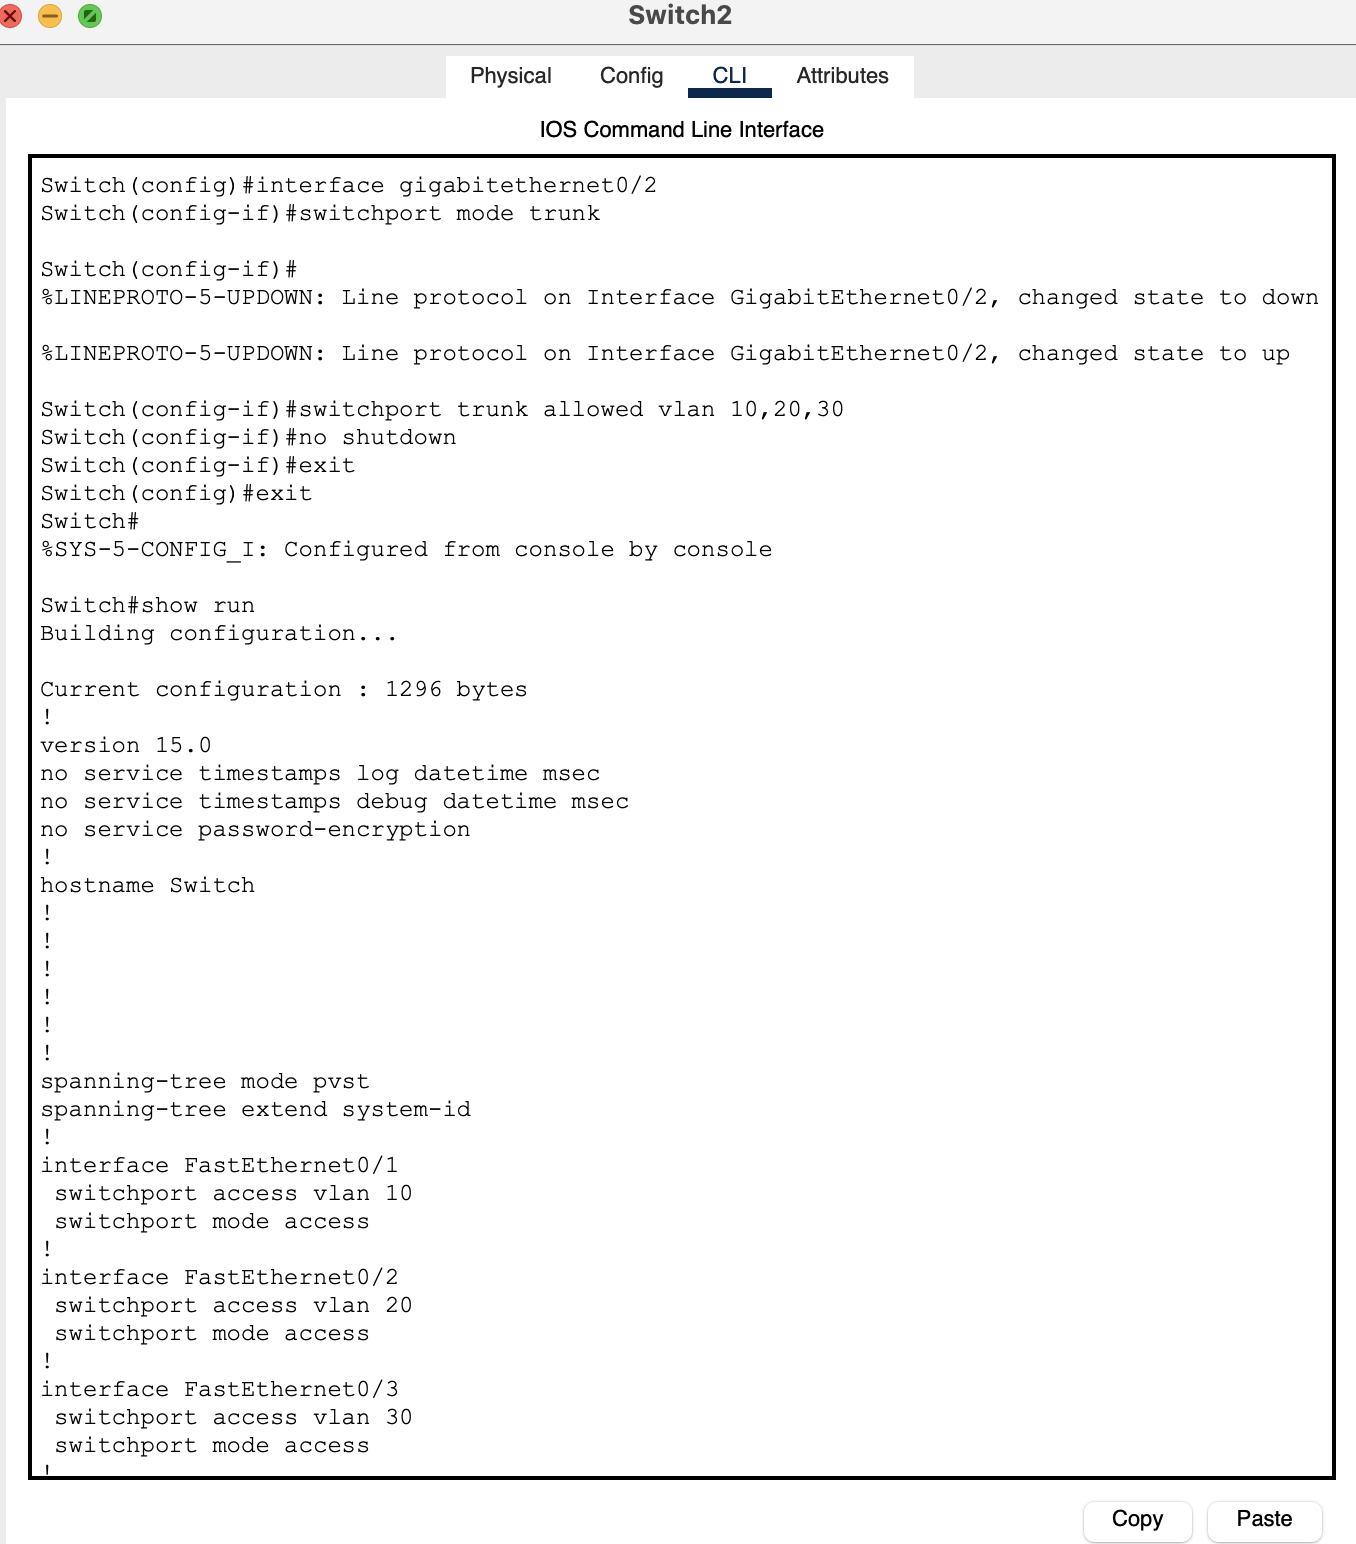 Switch2
Physical Config CLI Attributes
IOS Command Line Interface
Switch(config)#interface gigabitethernet0/2
Switch(config-if)#switchport mode trunk
Switch(config-if)#
%LINEPROTO-5-UPDOWN: Line protocol on Interface GigabitEthernet0/2, changed state to down
%LINEPROTO-5-UPDOWN: Line protocol on Interface GigabitEthernet0/2, changed state to up
Switch(config-if)#switchport trunk allowed vlan 10,20,30
Switch(config-if)#no shutdown
Switch(config-if)#exit
Switch(config)#exit
Switch#
%SYS-5-CONFIG_I: Configured from console by console
Switch#show run
Building configuration...
Current configuration : 1296 bytes
!
version 15.0
no service timestamps log datetime msec
no service timestamps debug datetime msec
no service password-encryption
!
hostname Switch
!
!
!
!
!
!
spanning-tree mode pvst
spanning-tree extend system-id
!
interface FastEthernet0/1
switchport access vlan 10
switchport mode access
!
interface FastEthernet0/2
switchport access vlan 20
switchport mode access
!
interface FastEthernet0/3
switchport access vlan 30
switchport mode access
!
Copy Paste